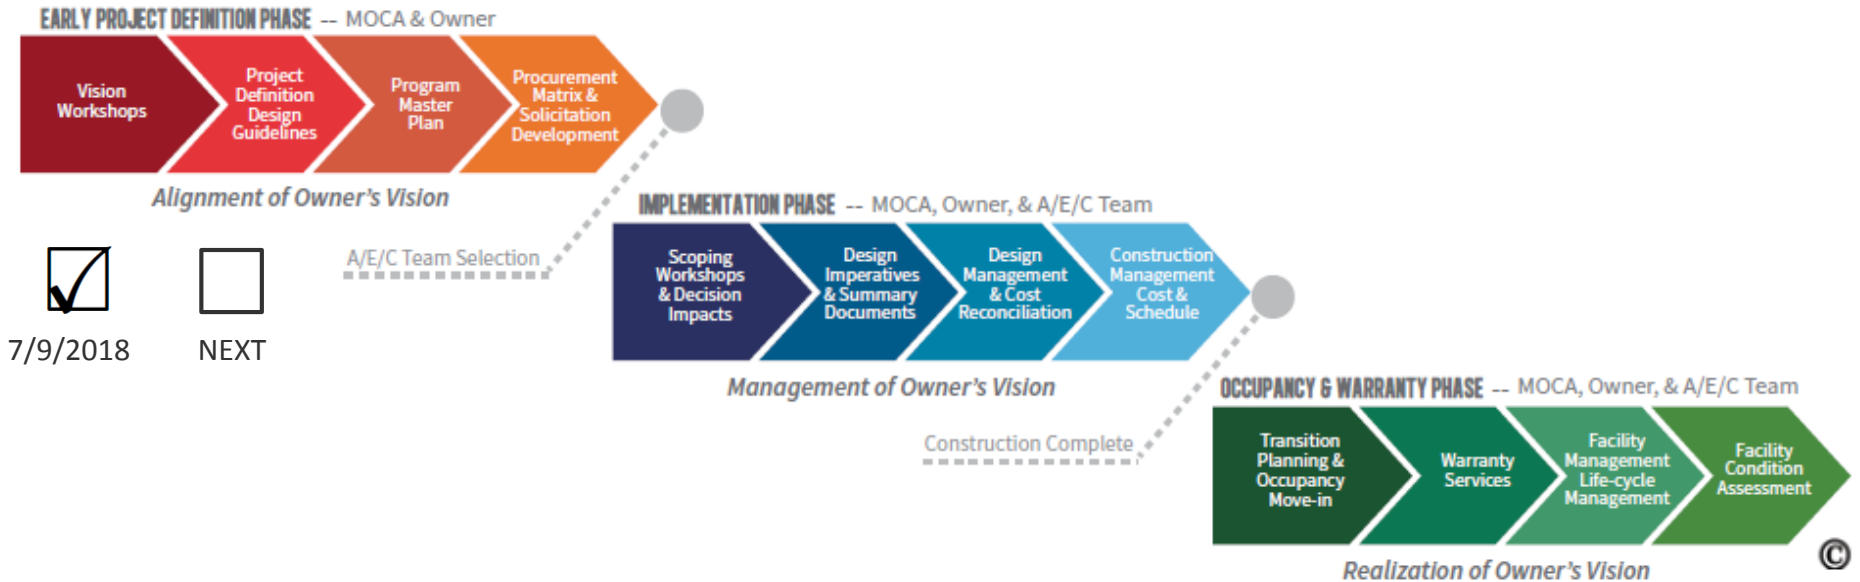 EARLY PROJECT DEFINITION PHASE -- MOCA & Owner
Vision
Workshops
Project
Definition
Design
Guidelines
Program
Master
Plan
Procurement
Matrix &
Solicitation
Development
Alignment of Owner's Vision
A/E/C Team Selection
7/9/2018
NEXT
IMPLEMENTATION PHASE -- MOCA, Owner, & A/E/C Team
Scoping
Workshops
& Decision
Impacts
Design
Imperatives
& Summary
Documents
Design
Management
& Cost
Reconciliation
Construction
Management
Cost &
Schedule
Management of Owner's Vision
Construction Complete
OCCUPANCY & WARRANTY PHASE -- MOCA, Owner, & A/E/C Team
Transition
Planning &
Occupancy
Move-in
Warranty
Services
Facility
Management
Life-cycle
Management
Facility
Condition
Assessment
Realization of Owner's Vision
©